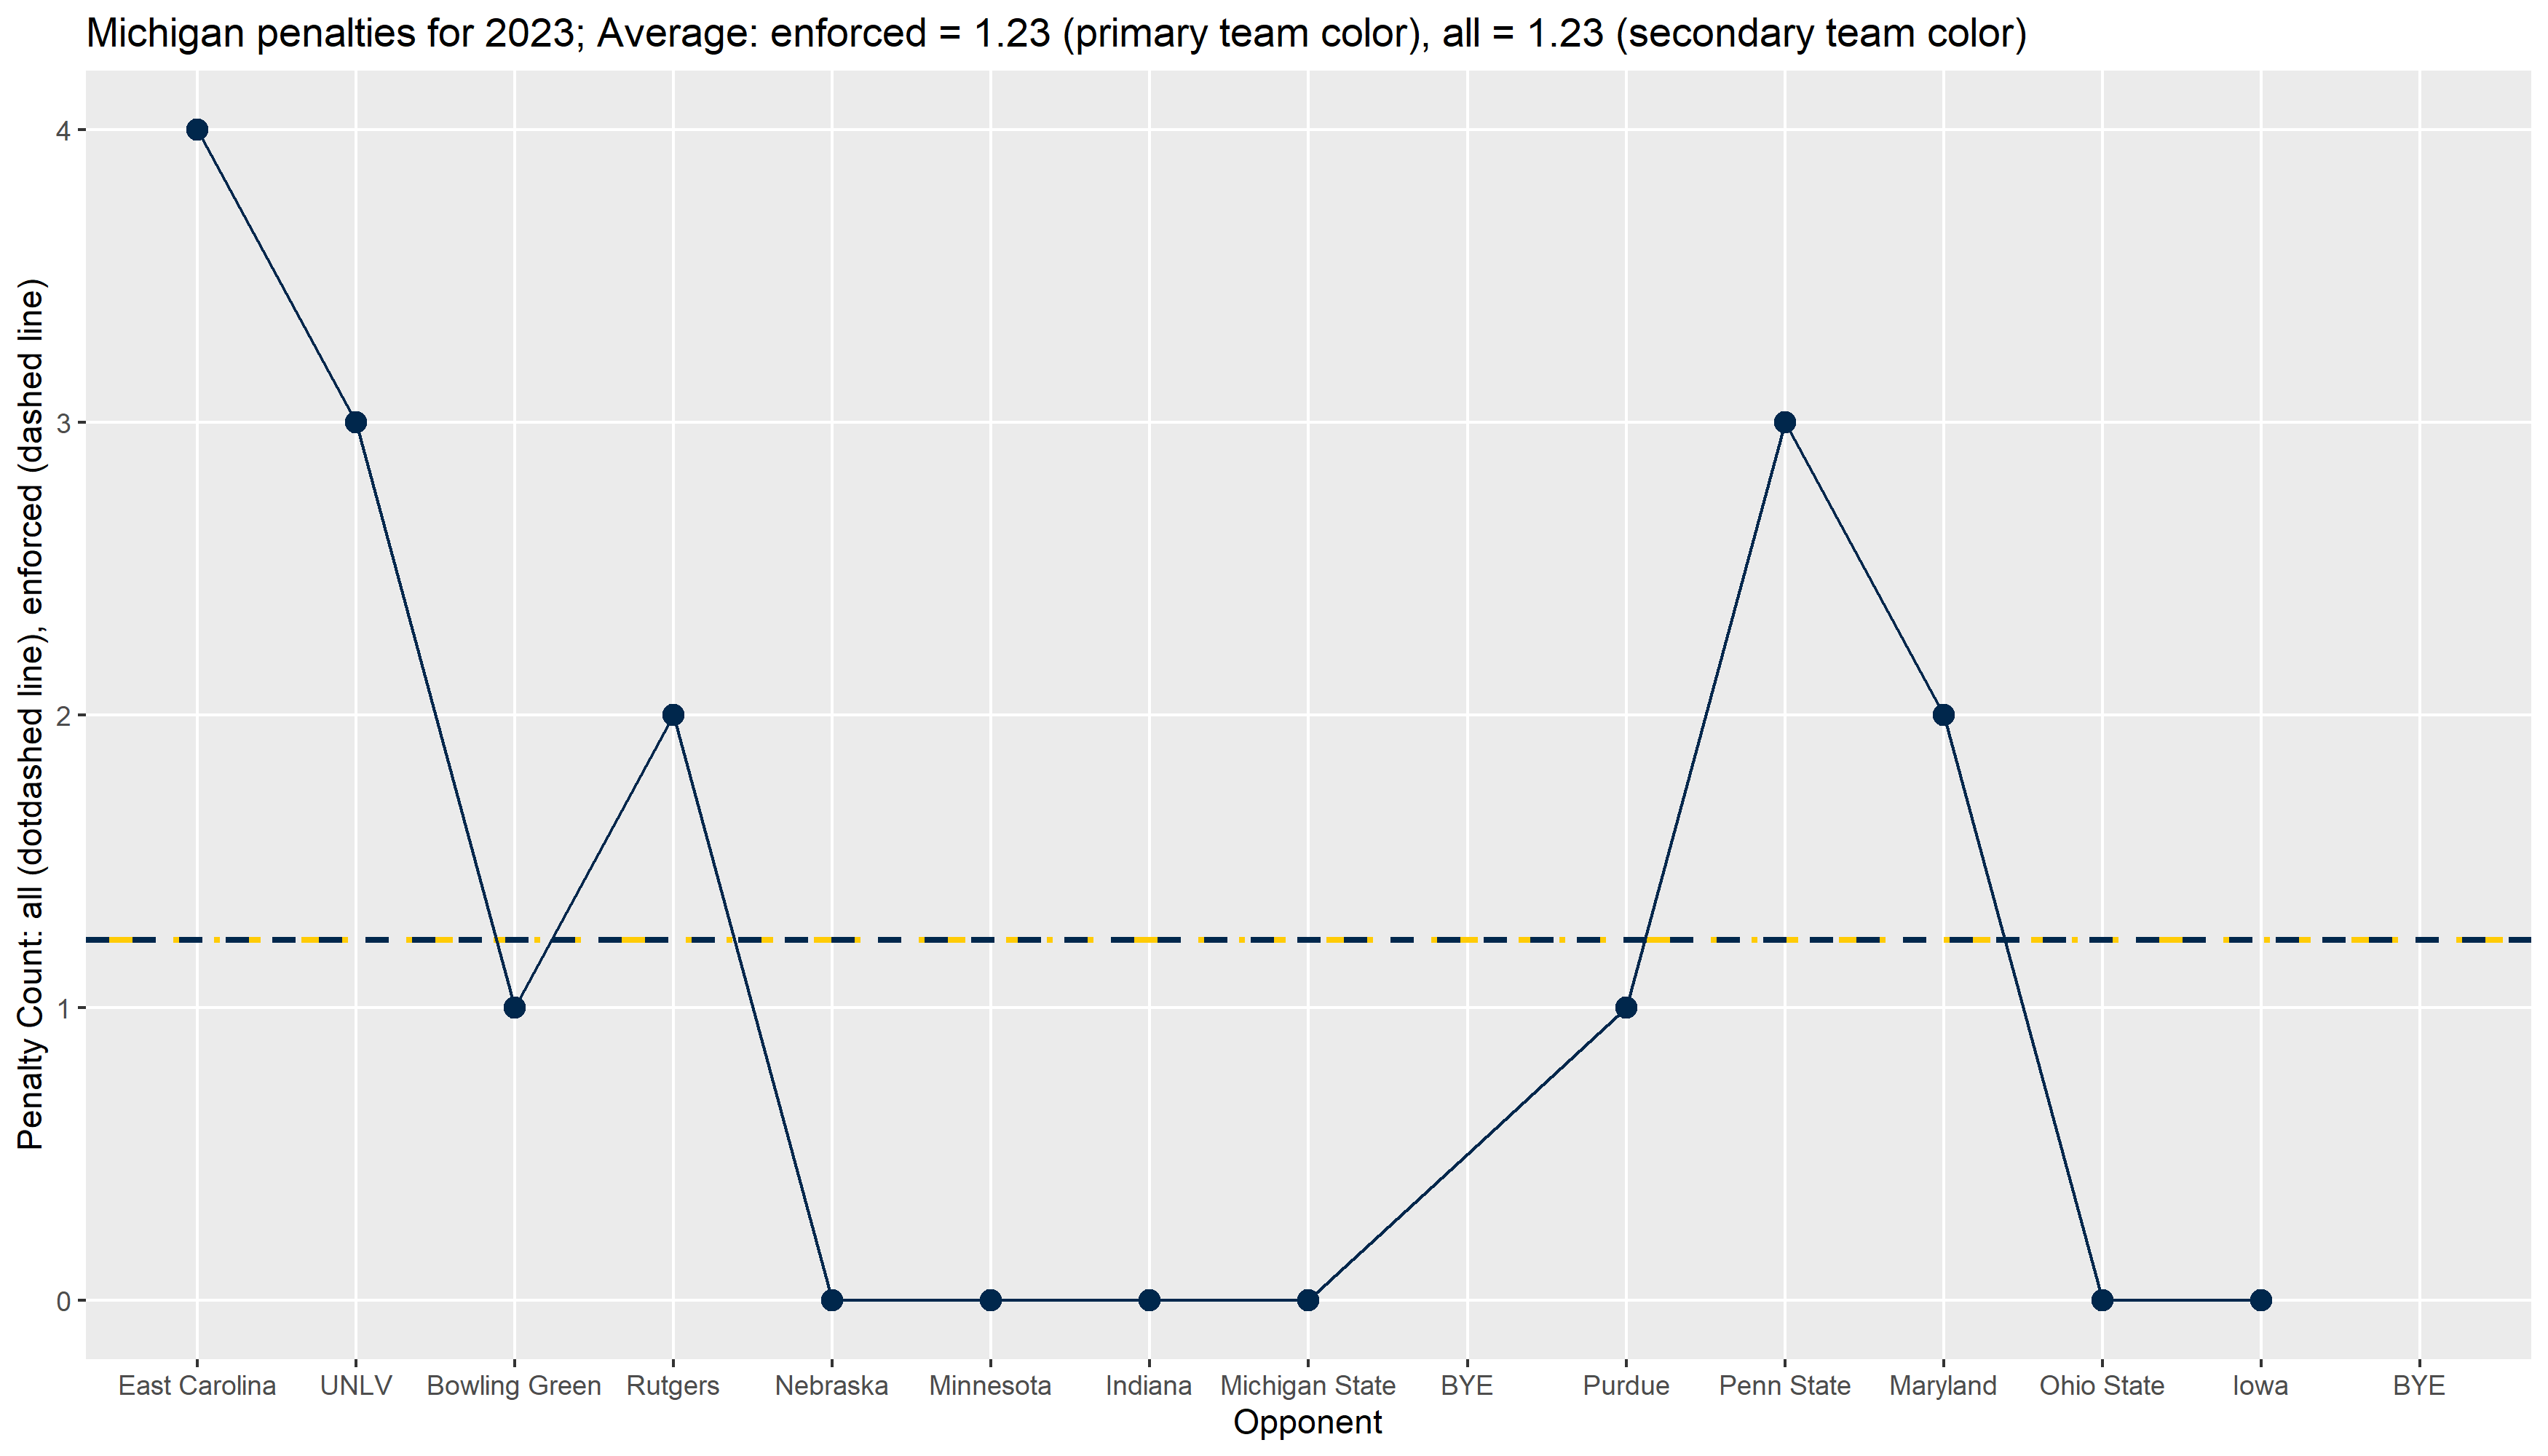 Michigan penalties for 2023; Average: enforced = 1.23 (primary team color), all = 1.23 (secondary team color)
Penalty Count: all (dotdashed line), enforced (dashed line)
4
3
2
1
0
East Carolina UNLV Bowling Green Rutgers Nebraska Minnesota Indiana Michigan State BYE Purdue Penn State Maryland Ohio State Iowa BYE
Opponent